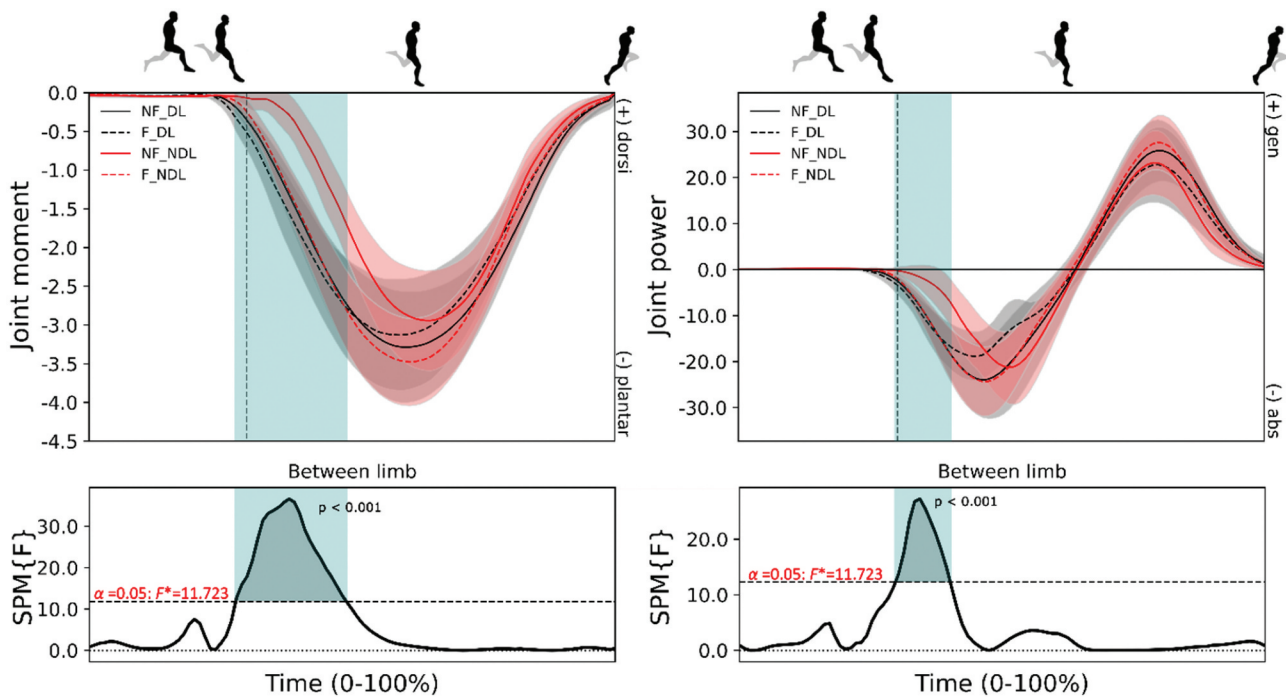 0.0
-0.5
-1.0
-1.5
-2.0
-2.5
-3.0
-3.5
-4.0
-4.5
Joint moment
NF_DL
F_DL
NF_NDL
F_NDL
(+) dorsi
(-) plantar
30.0
20.0
10.0
0.0
-10.0
-20.0
-30.0
Joint power
NF_DL
F_DL
NF_NDL
F_NDL
(+) gen
(-) abs
Between limb
30.0
20.0
10.0
0.0
SPM{F}
p < 0.001
α=0.05: F*=11.723
Time (0-100%)
Between limb
20.0
10.0
0.0
SPM{F}
p < 0.001
α=0.05: F*=11.723
Time (0-100%)